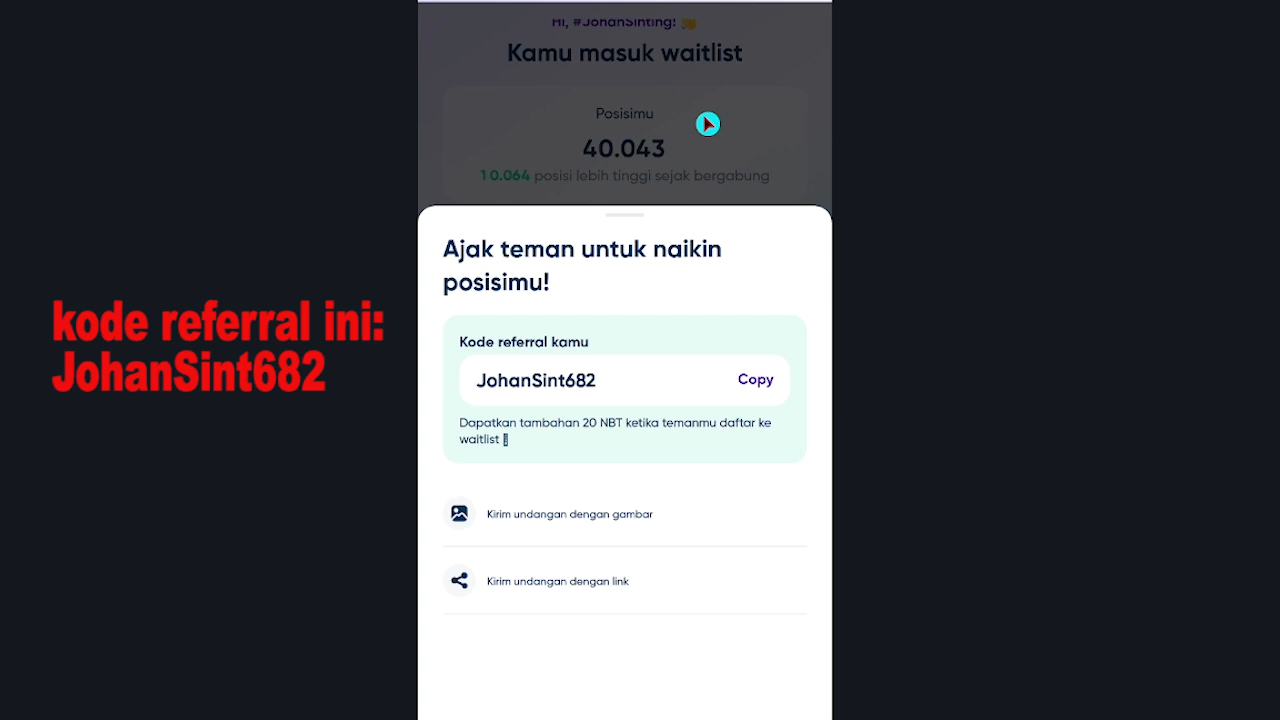 Hi, #JohanSinting! 👋
Kamu masuk waitlist
Posisimu
40.043
10.064 posisi lebih tinggi sejak bergabung
Ajak teman untuk naikin
posisimu!
kode referral ini:
JohanSint682
Kode referral kamu
JohanSint682 Copy
Dapatkan tambahan 20 NBT ketika temanmu daftar ke
waitlist
Kirim undangan dengan gambar
Kirim undangan dengan link